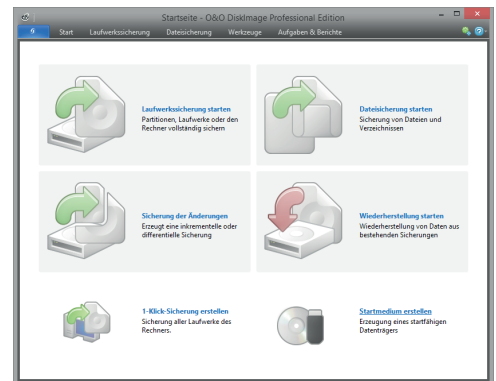 Startseite - O&O DiskImage Professional Edition
Start Laufwerksicherung Dateisicherung Werkzeuge Aufgaben & Berichte
Laufwerkssicherung starten
Partitionen, Laufwerke oder den
Rechner vollständig sichern
Dateisicherung starten
Sicherung von Dateien und
Verzeichnissen
Sicherung der Änderungen
Erzeugt eine inkrementelle oder
differentielle Sicherung
Wiederherstellung starten
Wiederherstellung von Daten aus
bestehenden Sicherungen
1-Klick-Sicherung erstellen
Sicherung aller Laufwerke des
Rechners.
Startmedium erstellen
Erzeugung eines startfähigen
Datenträgers